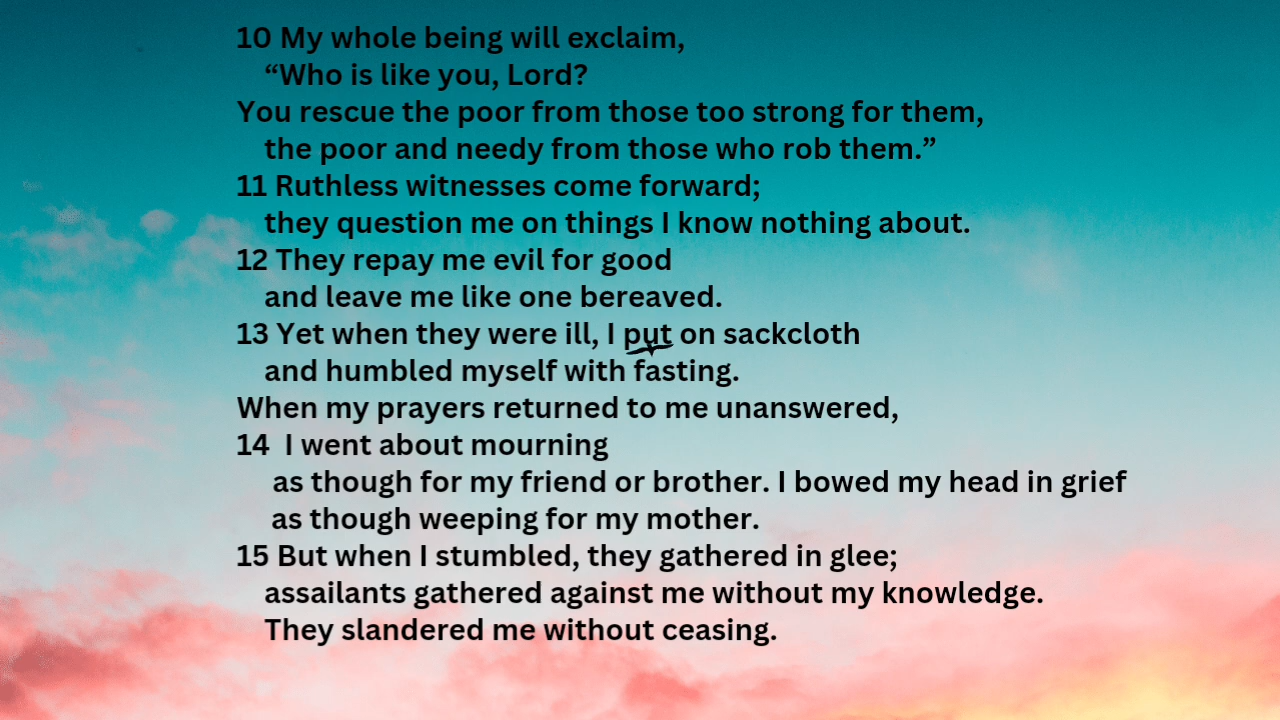 10 My whole being will exclaim,
“Who is like you, Lord?
You rescue the poor from those too strong for them,
the poor and needy from those who rob them.”
11 Ruthless witnesses come forward;
they question me on things I know nothing about.
12 They repay me evil for good
and leave me like one bereaved.
13 Yet when they were ill, I put on sackcloth
and humbled myself with fasting.
When my prayers returned to me unanswered,
14 I went about mourning
as though for my friend or brother. I bowed my head in grief
as though weeping for my mother.
15 But when I stumbled, they gathered in glee;
assailants gathered against me without my knowledge.
They slandered me without ceasing.